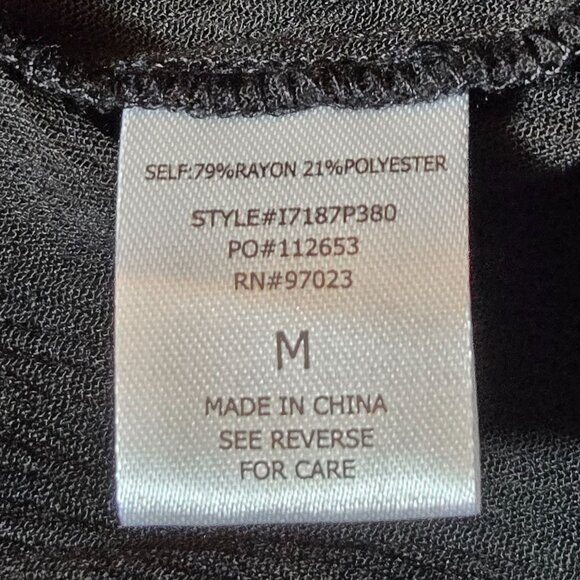 SELF:79%RAYON 21%POLYESTER
STYLE#I7187P380
PO#112653
RN#97023
M
MADE IN CHINA
SEE REVERSE
FOR CARE